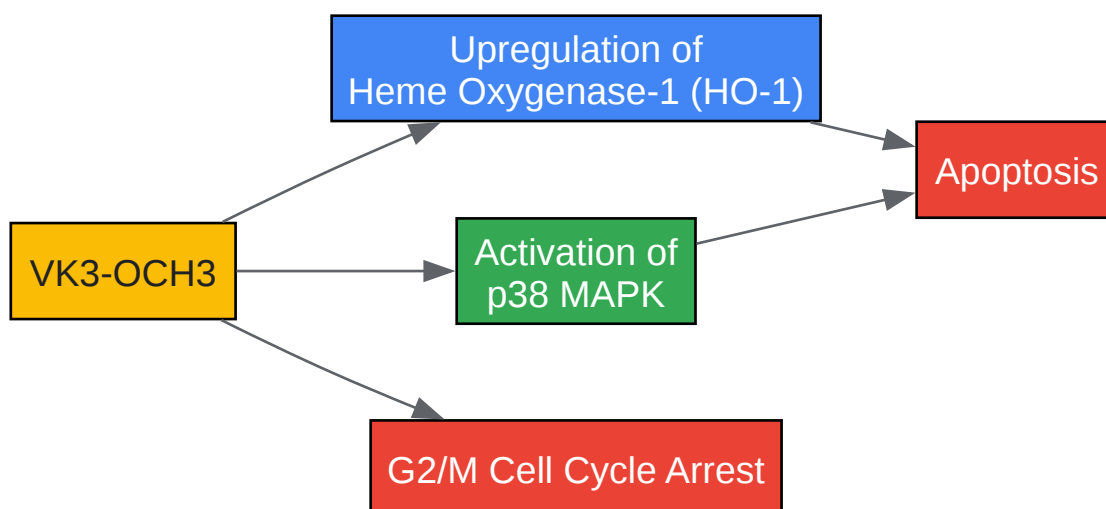 Upregulation of
Heme Oxygenase-1 (HO-1)
Apoptosis
VK3-OCH3
Activation of
p38 MAPK
G2/M Cell Cycle Arrest